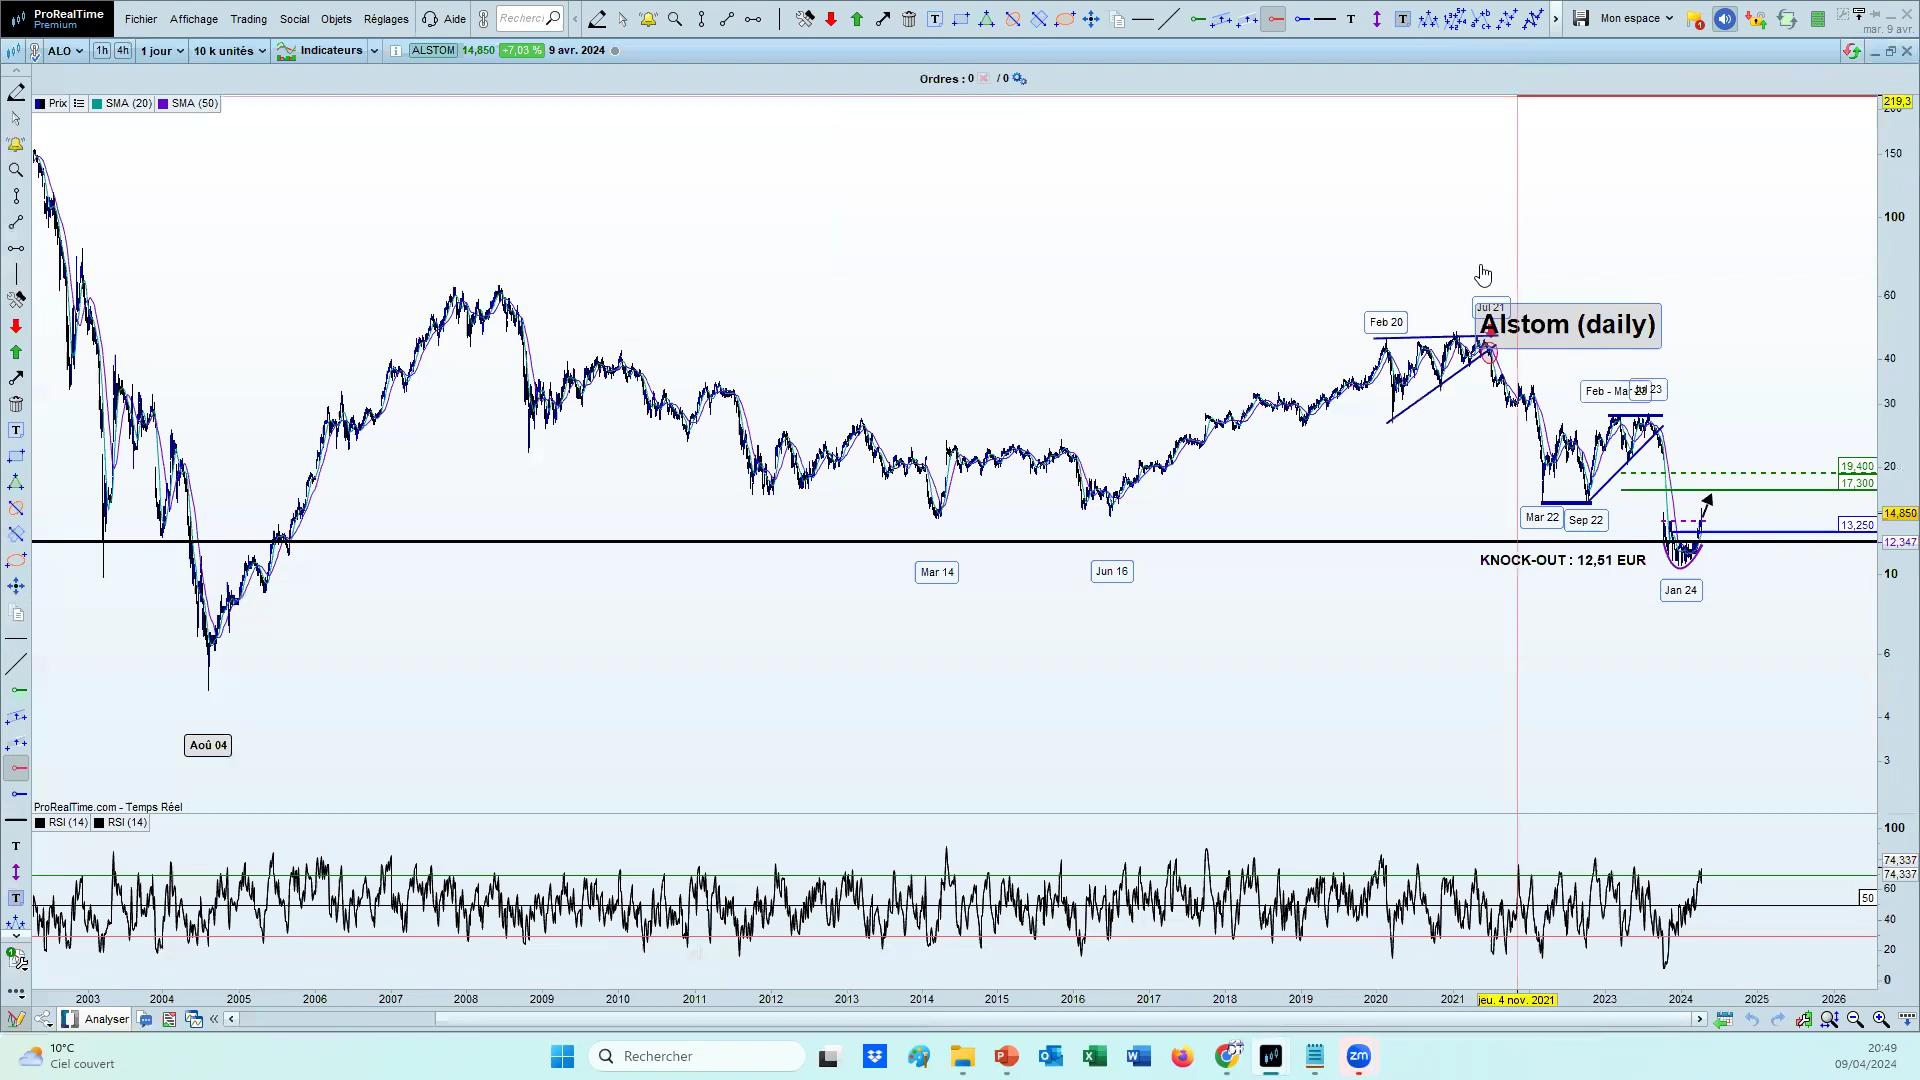 ProRealTime
Premium
Fichier Affichage Trading Social Objets Réglages Aide Recherc Mon espace
mar. 9 avr.
ALO 1h 4h 1 jour 10 k unités Indicateurs ALSTOM 14,850 +7,03 % 9 avr. 2024
Ordres : 0 / 0
Prix SMA (20) SMA (50)
219,3
200
150
100
60
Jul 21
Feb 20
Alstom (daily)
40
Feb - Mar 23 Jul 23
30
20
19,400
17,300
14,850
Mar 22 Sep 22
13,250
12,347
KNOCK-OUT : 12,51 EUR
Mar 14 Jun 16
10
Jan 24
6
4
Aoû 04
3
ProRealTime.com - Temps Réel
RSI (14) RSI (14)
100
74,337
74,337
60
50
40
20
0
2003 2004 2005 2006 2007 2008 2009 2010 2011 2012 2013 2014 2015 2016 2017 2018 2019 2020 2021 jeu. 4 nov. 2021 2023 2024 2025 2026
Analyser
10°C
Ciel couvert
Rechercher
20:49
09/04/2024